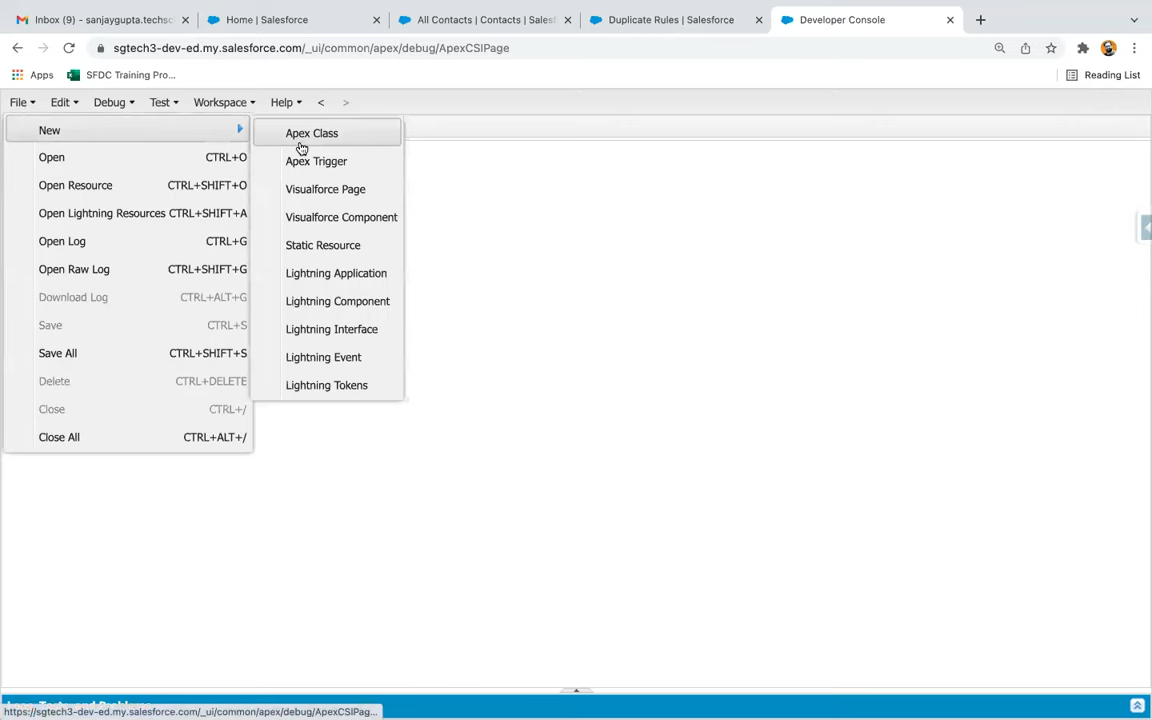 Inbox (9) - sanjaygupta.techscl
Home | Salesforce
All Contacts | Contacts | Salesf
Duplicate Rules | Salesforce
Developer Console
sgtech3-dev-ed.my.salesforce.com/_ui/common/apex/debug/ApexCSIPage
Apps
SFDC Training Pro...
Reading List
File
Edit
Debug
Test
Workspace
Help
<
>
New
Open CTRL+O
Open Resource CTRL+SHIFT+O
Open Lightning Resources CTRL+SHIFT+A
Open Log CTRL+G
Open Raw Log CTRL+SHIFT+G
Download Log CTRL+ALT+G
Save CTRL+S
Save All CTRL+SHIFT+S
Delete CTRL+DELETE
Close CTRL+/
Close All CTRL+ALT+/
Apex Class
Apex Trigger
Visualforce Page
Visualforce Component
Static Resource
Lightning Application
Lightning Component
Lightning Interface
Lightning Event
Lightning Tokens
https://sgtech3-dev-ed.my.salesforce.com/_ui/common/apex/debug/ApexCSIPag...